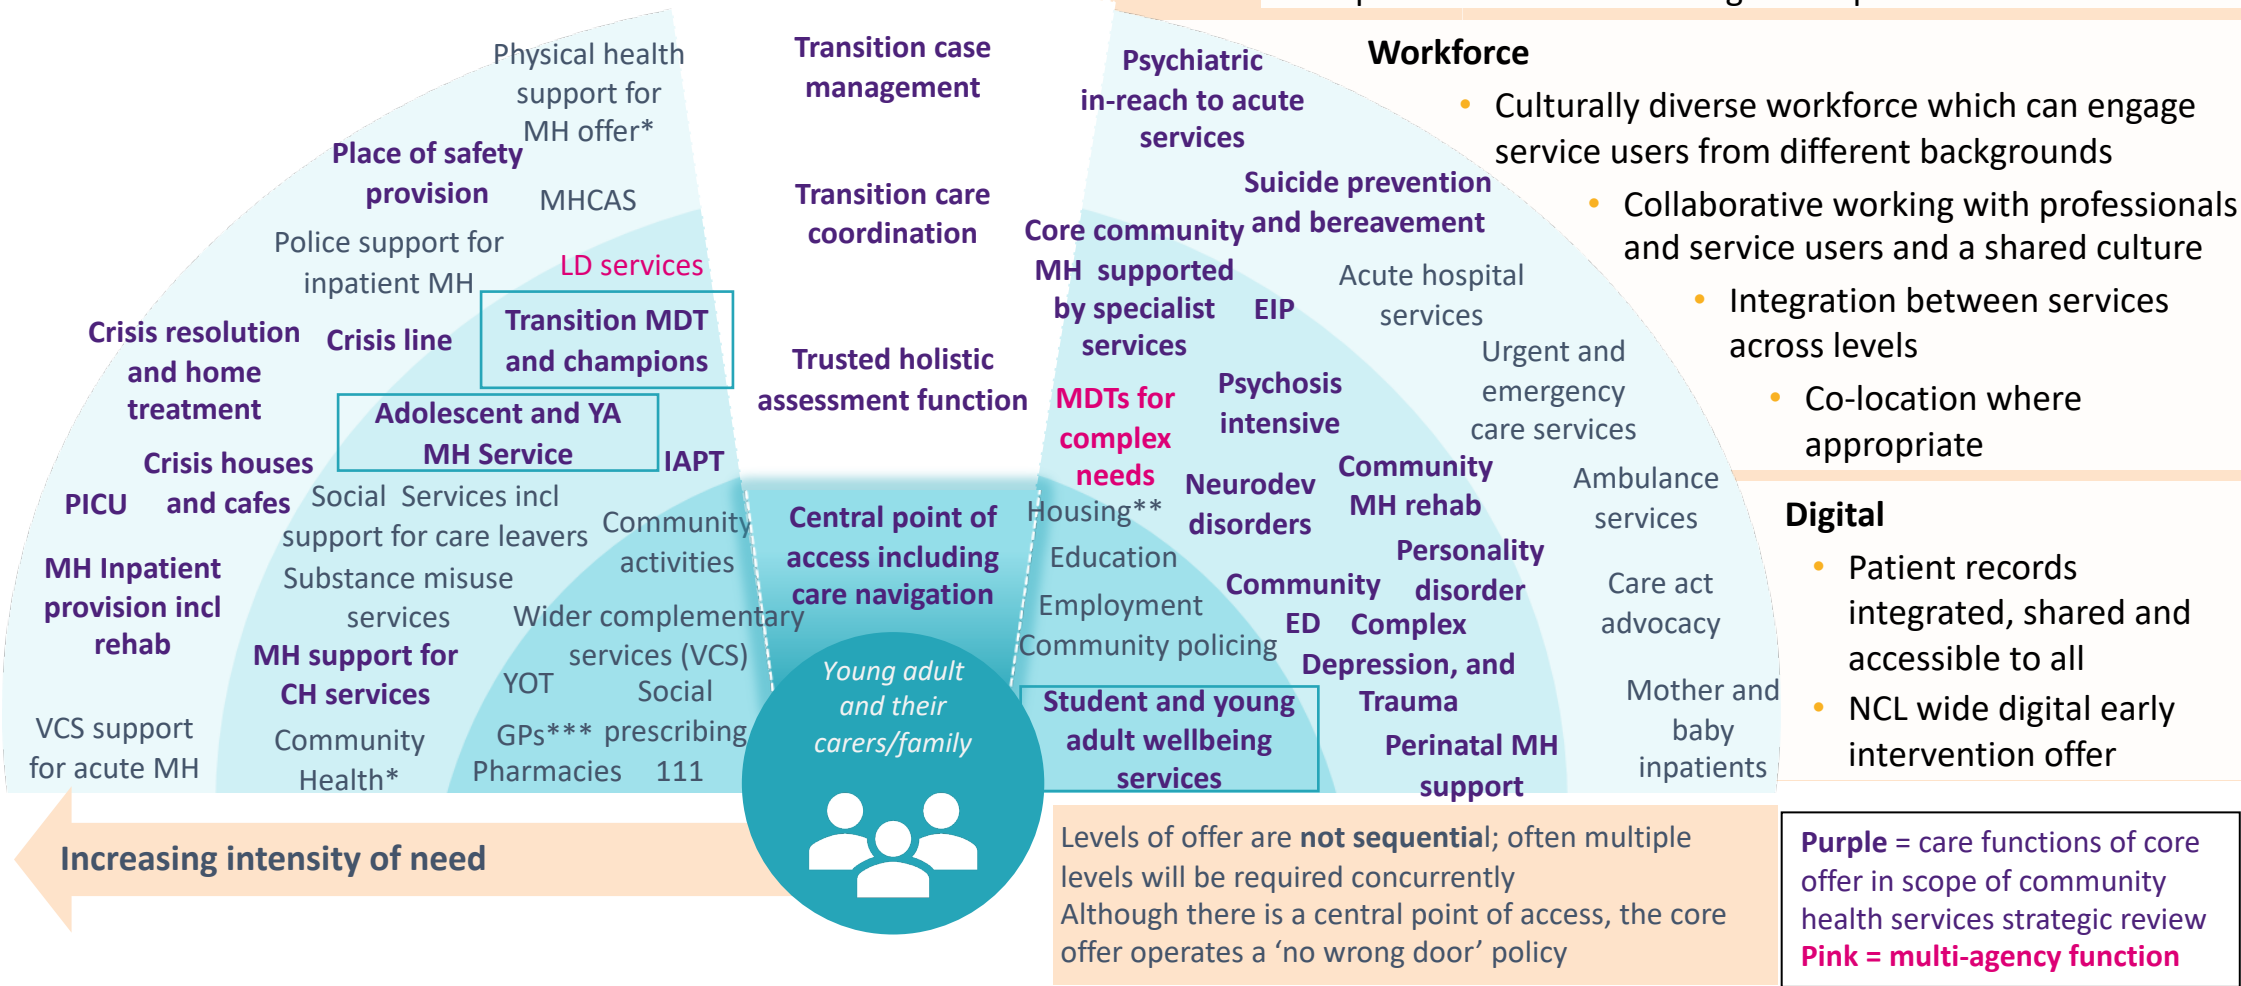 Physical health
support for
MH offer*
Place of safety
provision
MHCAS
Police support for
inpatient MH
LD services
Transition MDT
and champions
Crisis resolution
and home
treatment
Crisis line
Adolescent and YA
MH Service
IAPT
Crisis houses
and cafes
PICU
Social  Services incl
support for care leavers
Community
activities
MH Inpatient
provision incl
rehab
Substance misuse
services
Wider complementary
services (VCS)
MH support for
CH services
YOT
Social
prescribing
GPs***
VCS support
for acute MH
Community
Health*
Pharmacies
111
Transition case
management
Transition care
coordination
Trusted holistic
assessment function
Central point of
access including
care navigation
Young adult
and their
carers/family
Psychiatric
in-reach to acute
services
Suicide prevention
and bereavement
Core community
MH  supported
by specialist
services
EIP
Acute hospital
services
Urgent and
emergency
care services
MDTs for
complex
needs
Psychosis
intensive
Neurodev
disorders
Community
MH rehab
Ambulance
services
Housing**
Education
Employment
Community policing
Personality
disorder
Community
ED
Complex
Depression, and
Trauma
Care act
advocacy
Student and young
adult wellbeing
services
Perinatal MH
support
Mother and
baby
inpatients
Workforce
• Culturally diverse workforce which can engage
service users from different backgrounds
• Collaborative working with professionals
and service users and a shared culture
• Integration between services
across levels
• Co-location where
appropriate
Digital
• Patient records
integrated, shared and
accessible to all
• NCL wide digital early
intervention offer
Increasing intensity of need
Levels of offer are not sequential; often multiple
levels will be required concurrently
Although there is a central point of access, the core
offer operates a ‘no wrong door’ policy
Purple = care functions of core
offer in scope of community
health services strategic review
Pink = multi-agency function